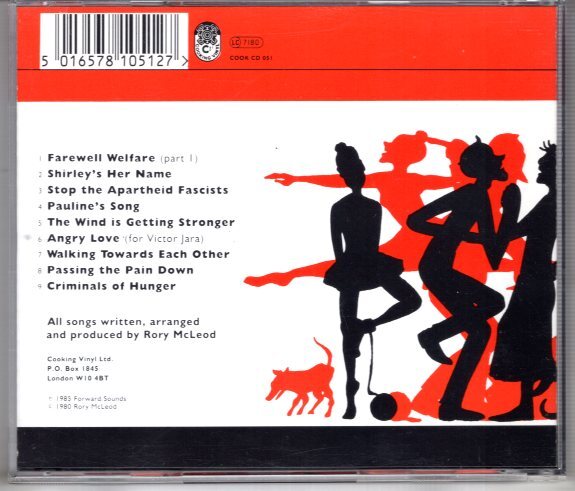 5 016578 105127 >
LC 7180
COOK CD 051
COOKING VINYL
1 Farewell Welfare (part 1)
2 Shirley's Her Name
3 Stop the Apartheid Fascists
4 Pauline's Song
5 The Wind is Getting Stronger
6 Angry Love (for Victor Jara)
7 Walking Towards Each Other
8 Passing the Pain Down
9 Criminals of Hunger
All songs written, arranged
and produced by Rory McLeod
Cooking Vinyl Ltd.
P.O. Box 1845
London W10 4BT
℗ 1985 Forward Sounds
© 1980 Rory McLeod